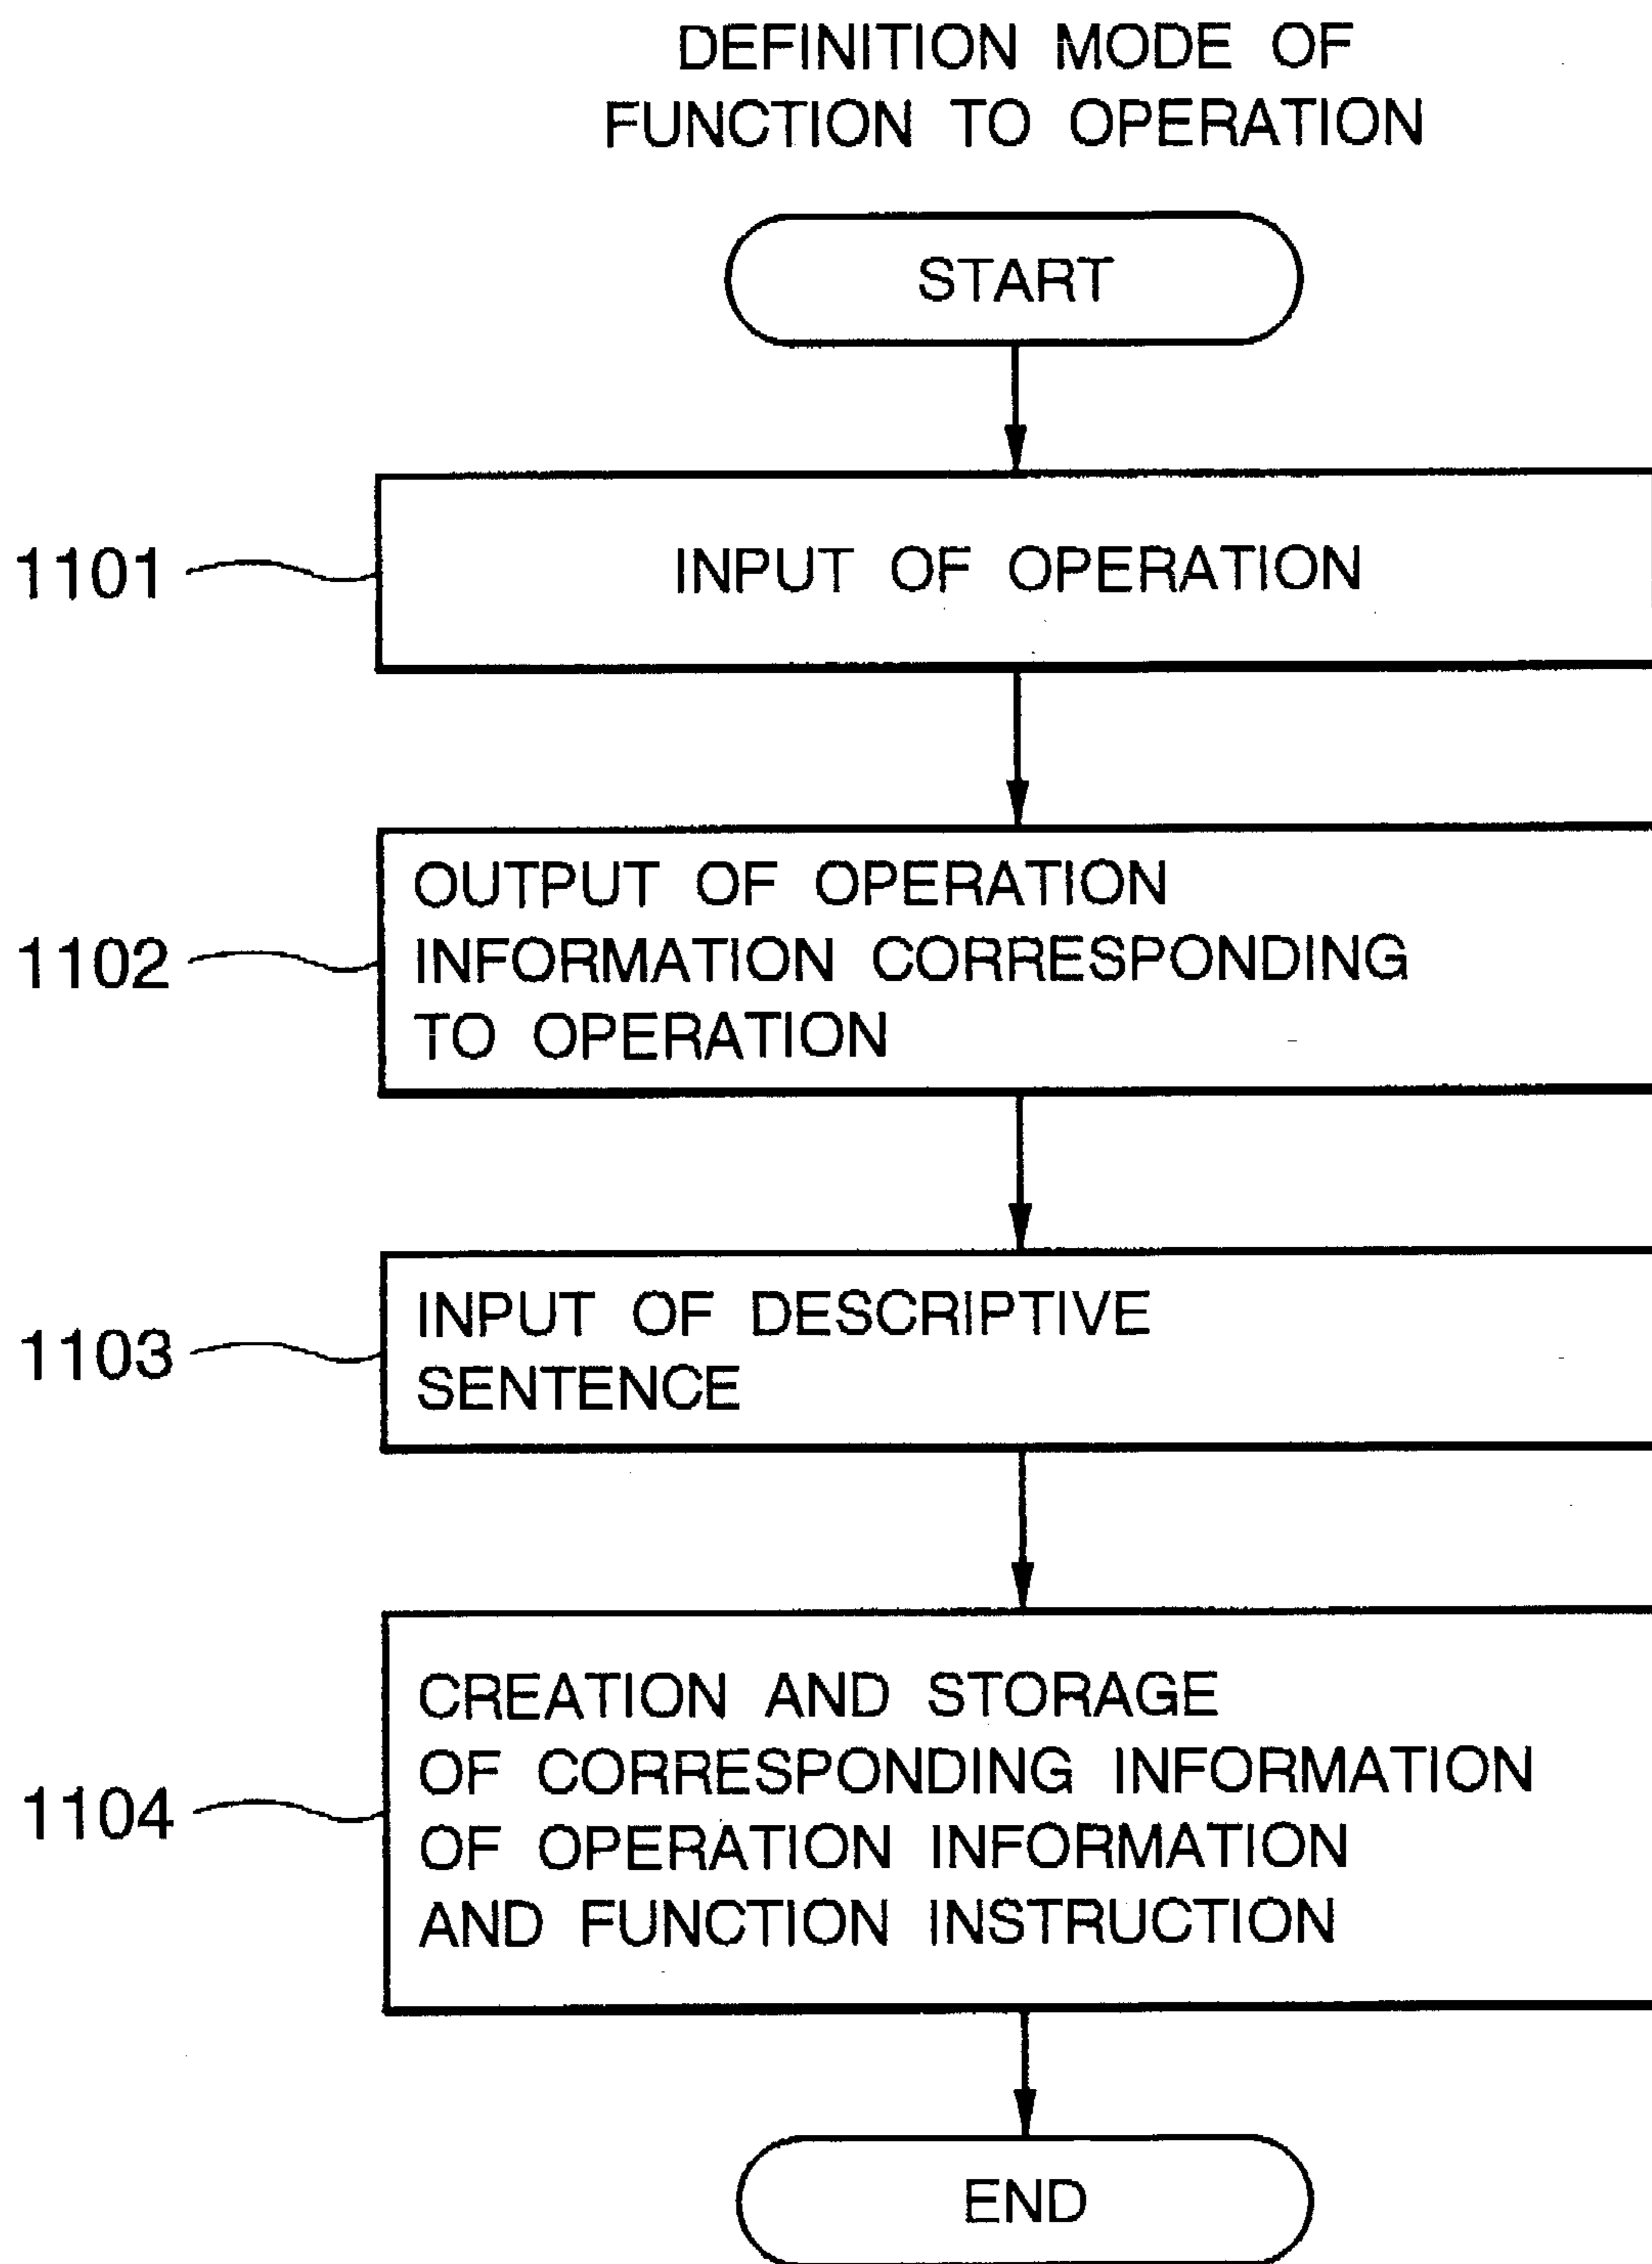 DEFINITION MODE OF
FUNCTION TO OPERATION
START
1101
INPUT OF OPERATION
1102
OUTPUT OF OPERATION
INFORMATION CORRESPONDING
TO OPERATION
1103
INPUT OF DESCRIPTIVE
SENTENCE
1104
CREATION AND STORAGE
OF CORRESPONDING INFORMATION
OF OPERATION INFORMATION
AND FUNCTION INSTRUCTION
END